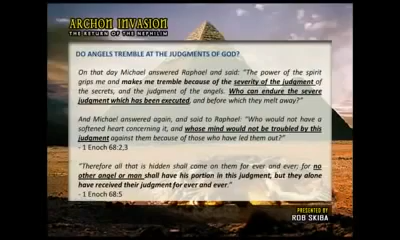 ARCHON INVASION
THE RETURN OF THE NEPHILIM
DO ANGELS TREMBLE AT THE JUDGMENTS OF GOD?
On that day Michael answered Raphael and said: "The power of the spirit
grips me and makes me tremble because of the severity of the judgment of
the secrets, and the judgment of the angels. Who can endure the severe
judgment which has been executed, and before which they melt away?"
And Michael answered again, and said to Raphael: "Who would not have a
softened heart concerning it, and whose mind would not be troubled by this
judgment against them because of those who have led them out?"
- 1 Enoch 68:2,3
"Therefore all that is hidden shall come on them for ever and ever; for no
other angel or man shall have his portion in this judgment, but they alone
have received their judgment for ever and ever."
- 1 Enoch 68:5
PRESENTED BY
ROB SKIBA